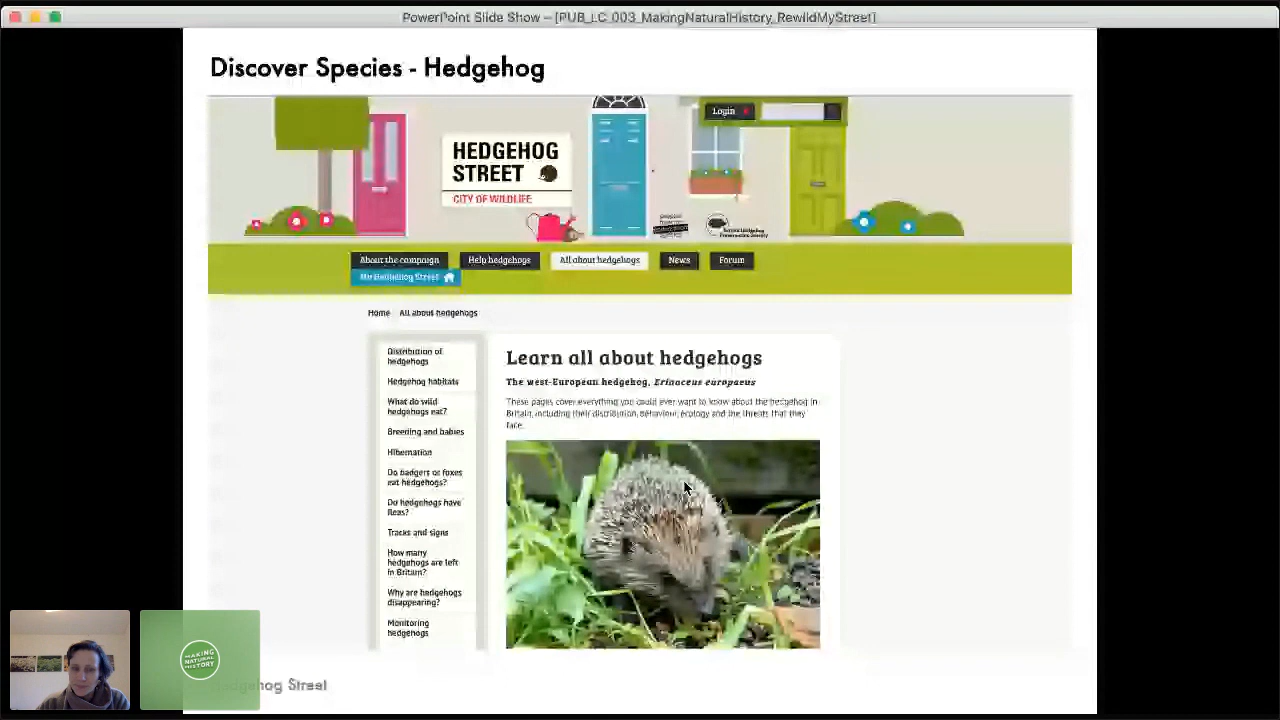 PowerPoint Slide Show – [PUB_LC_003_MakingNaturalHistory_RewildMyStreet]
Discover Species - Hedgehog
Login
HEDGEHOG
STREET
CITY OF WILDLIFE
About the campaign
Help hedgehogs
All about hedgehogs
News
Forum
My Hedgehog Street
Home All about hedgehogs
Distribution of
hedgehogs
Hedgehog habitats
What do wild
hedgehogs eat?
Breeding and babies
Hibernation
Do badgers or foxes
eat hedgehogs?
Do hedgehogs have
fleas?
Tracks and signs
How many
hedgehogs are left
in Britain?
Why are hedgehogs
disappearing?
Monitoring
hedgehogs
Learn all about hedgehogs
The west-European hedgehog, Erinaceus europaeus
These pages cover everything you could ever want to know about the hedgehog in
Britain, including their distribution, behaviour, ecology and the threats that they
face.
MAKING
NATURAL
HISTORY
Hedgehog Street